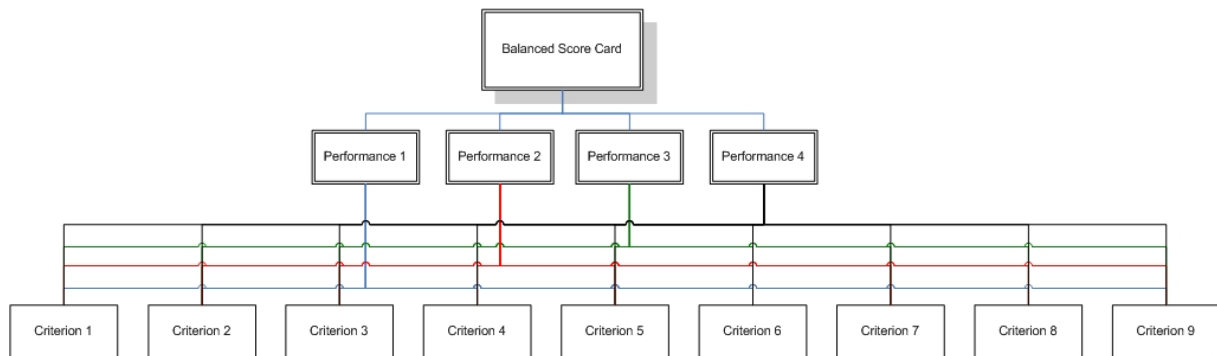 Balanced Score Card
Performance 1
Performance 2
Performance 3
Performance 4
Criterion 1
Criterion 2
Criterion 3
Criterion 4
Criterion 5
Criterion 6
Criterion 7
Criterion 8
Criterion 9